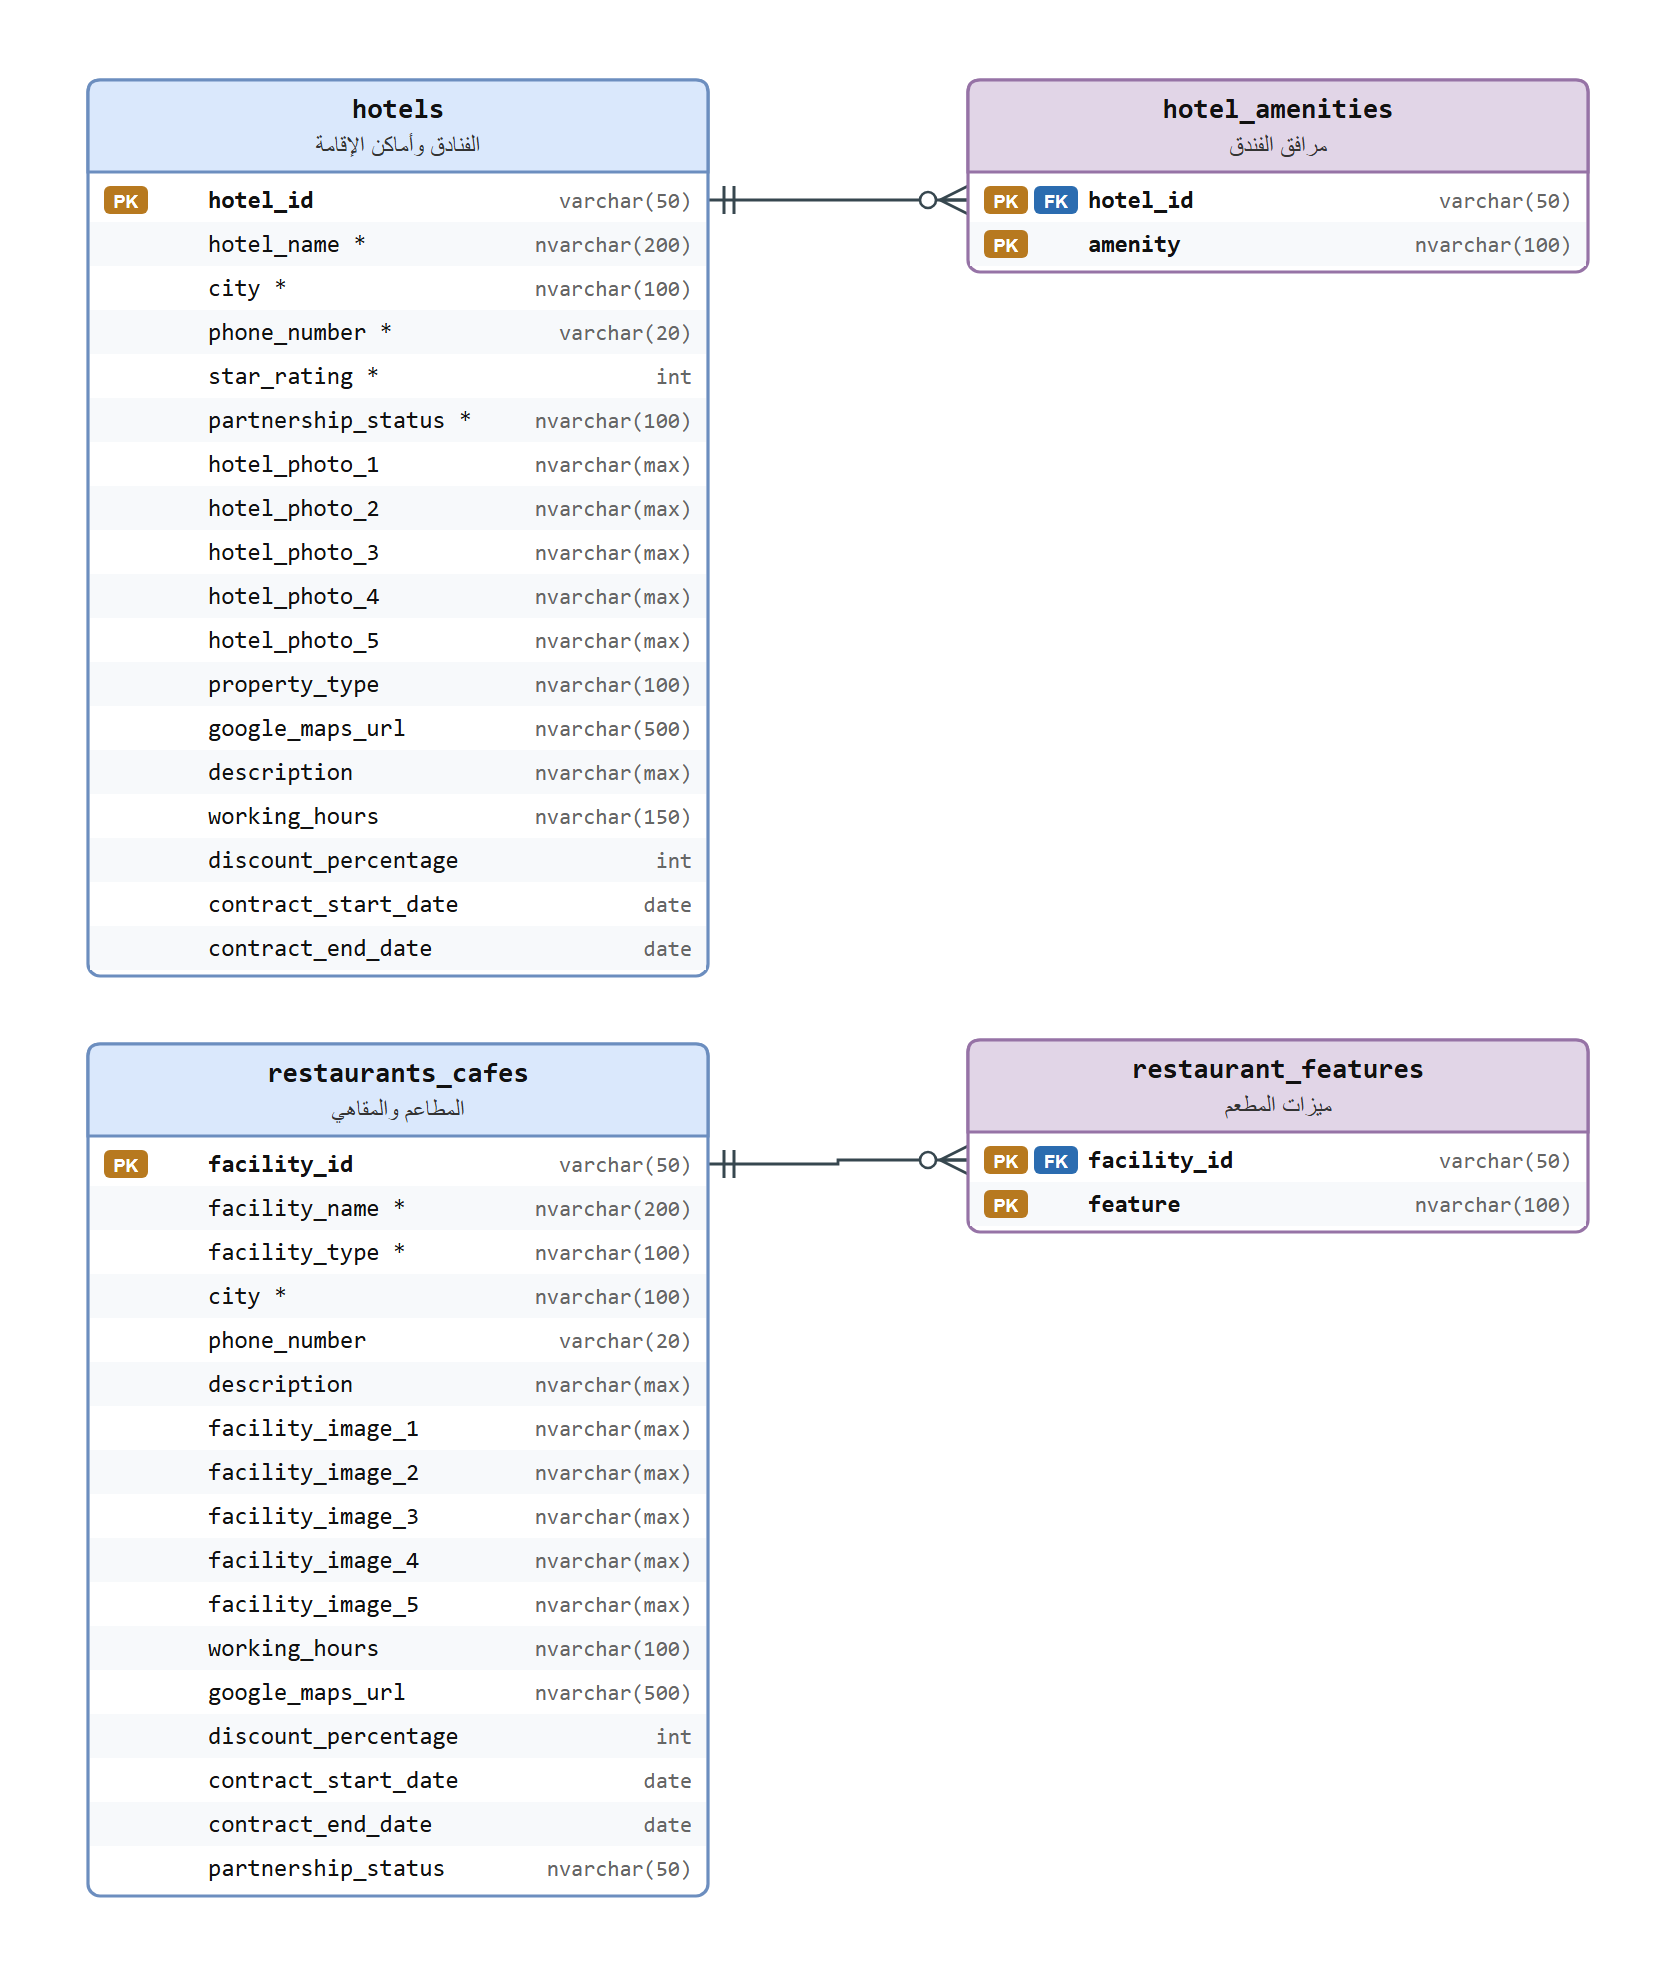 hotels
الفنادق وأماكن الإقامة
PK hotel_id varchar(50)
hotel_name * nvarchar(200)
city * nvarchar(100)
phone_number * varchar(20)
star_rating * int
partnership_status * nvarchar(100)
hotel_photo_1 nvarchar(max)
hotel_photo_2 nvarchar(max)
hotel_photo_3 nvarchar(max)
hotel_photo_4 nvarchar(max)
hotel_photo_5 nvarchar(max)
property_type nvarchar(100)
google_maps_url nvarchar(500)
description nvarchar(max)
working_hours nvarchar(150)
discount_percentage int
contract_start_date date
contract_end_date date
hotel_amenities
مرافق الفندق
PK FK hotel_id varchar(50)
PK amenity nvarchar(100)
restaurants_cafes
المطاعم والمقاهي
PK facility_id varchar(50)
facility_name * nvarchar(200)
facility_type * nvarchar(100)
city * nvarchar(100)
phone_number varchar(20)
description nvarchar(max)
facility_image_1 nvarchar(max)
facility_image_2 nvarchar(max)
facility_image_3 nvarchar(max)
facility_image_4 nvarchar(max)
facility_image_5 nvarchar(max)
working_hours nvarchar(100)
google_maps_url nvarchar(500)
discount_percentage int
contract_start_date date
contract_end_date date
partnership_status nvarchar(50)
restaurant_features
ميزات المطعم
PK FK facility_id varchar(50)
PK feature nvarchar(100)